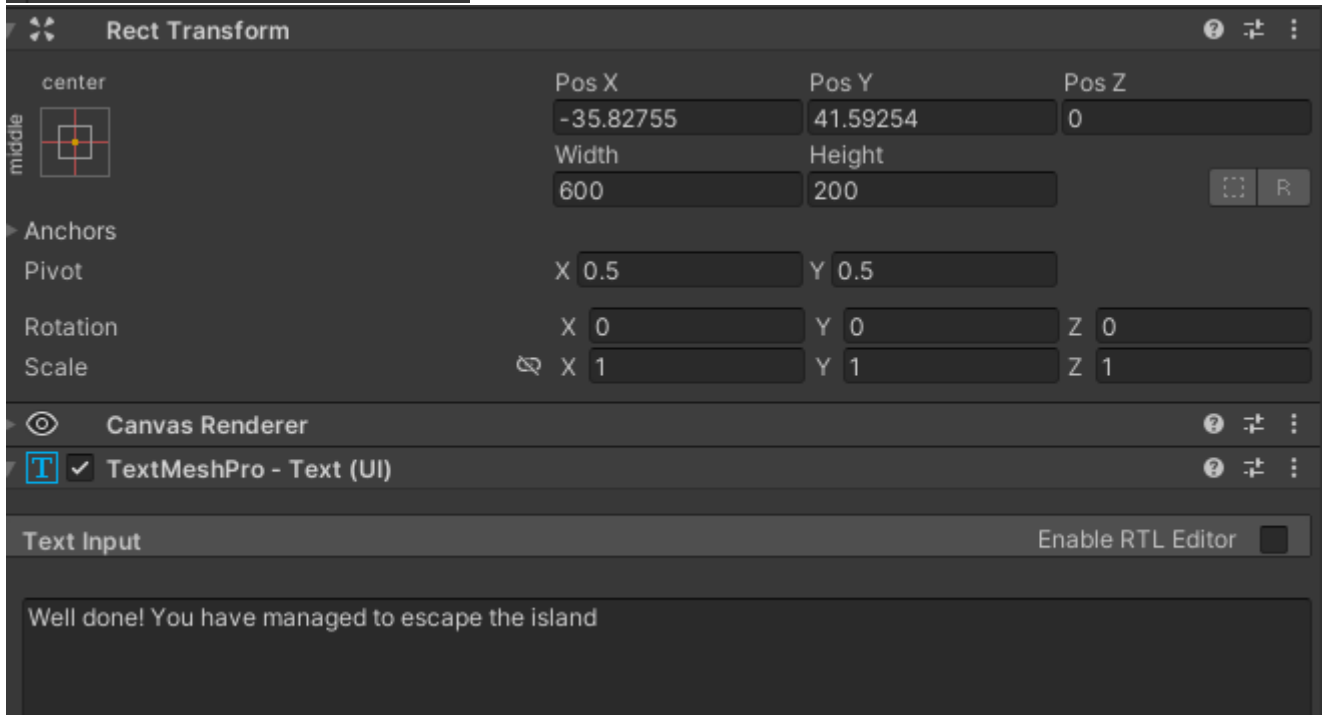 Rect Transform
center
middle
Pos X Pos Y Pos Z
-35.82755 41.59254 0
Width Height
600 200
R
Anchors
Pivot X 0.5 Y 0.5
Rotation X 0 Y 0 Z 0
Scale X 1 Y 1 Z 1
Canvas Renderer
T TextMeshPro - Text (UI)
Text Input Enable RTL Editor
Well done! You have managed to escape the island